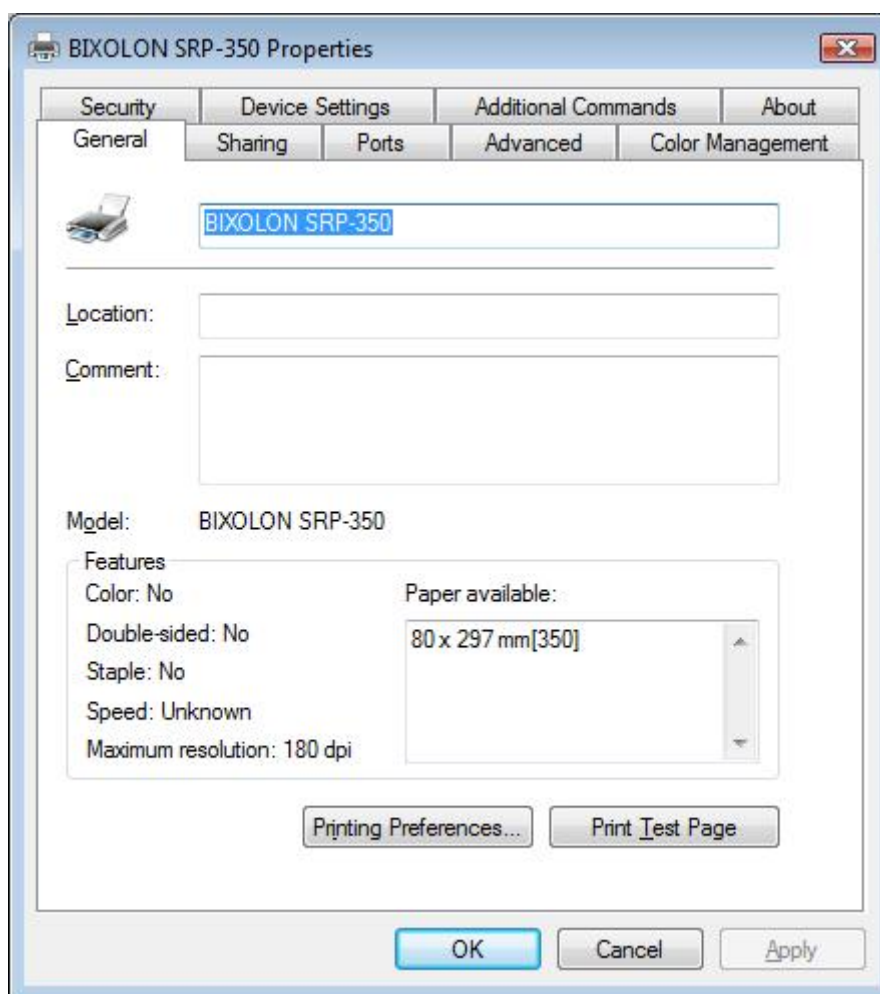 BIXOLON SRP-350 Properties
Security Device Settings Additional Commands About
General Sharing Ports Advanced Color Management
BIXOLON SRP-350
Location:
Comment:
Model: BIXOLON SRP-350
Features
Color: No
Double-sided: No
Staple: No
Speed: Unknown
Maximum resolution: 180 dpi
Paper available:
80 x 297 mm[350]
Printing Preferences... Print Test Page
OK Cancel Apply